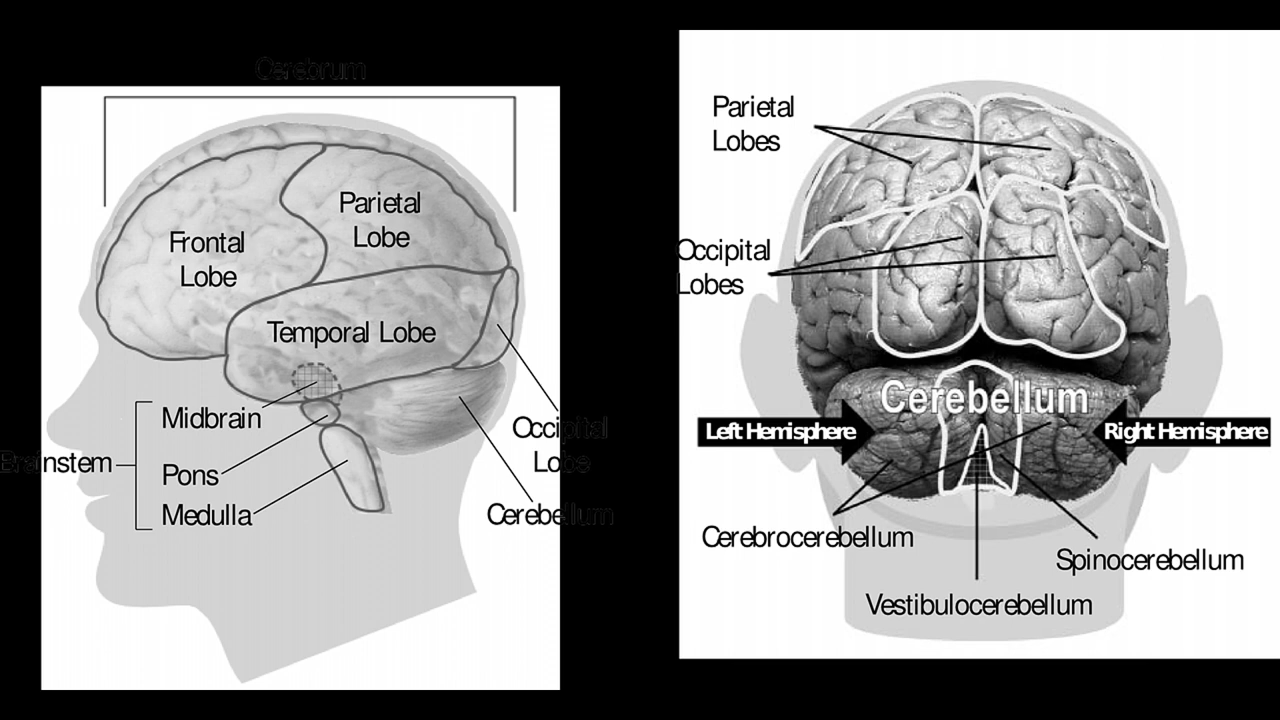 Cerebrum
Frontal
Lobe
Parietal
Lobe
Temporal Lobe
Midbrain
Brainstem
Pons
Medulla
Occipital
Lobe
Cerebellum
Parietal
Lobes
Occipital
Lobes
Cerebellum
Left Hemisphere
Right Hemisphere
Cerebrocerebellum
Spinocerebellum
Vestibulocerebellum